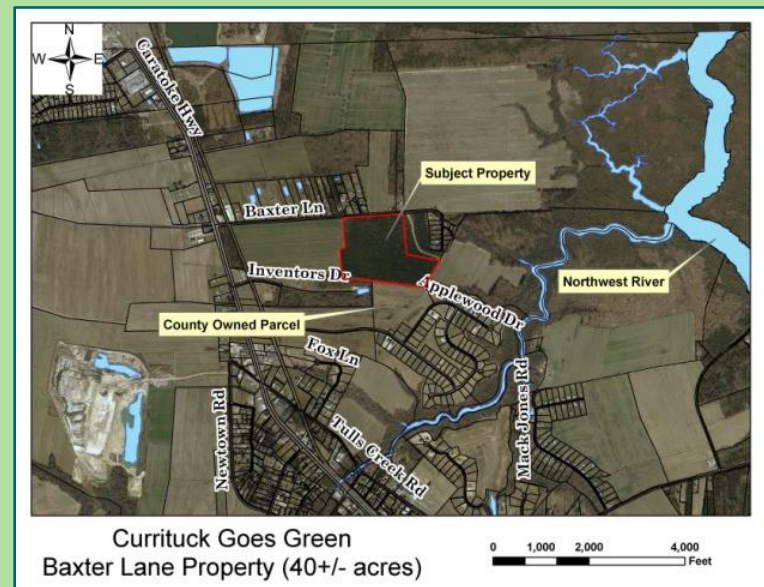 N
W E
S
Caratoke Hwy
Subject Property
Baxter Ln
Inventors Dr
Applewood Dr
Northwest River
County Owned Parcel
Fox Ln
Newtown Rd
Tulls Creek Rd
Mack Jones Rd
Currituck Goes Green
Baxter Lane Property (40+/- acres)
0 1,000 2,000 4,000
Feet